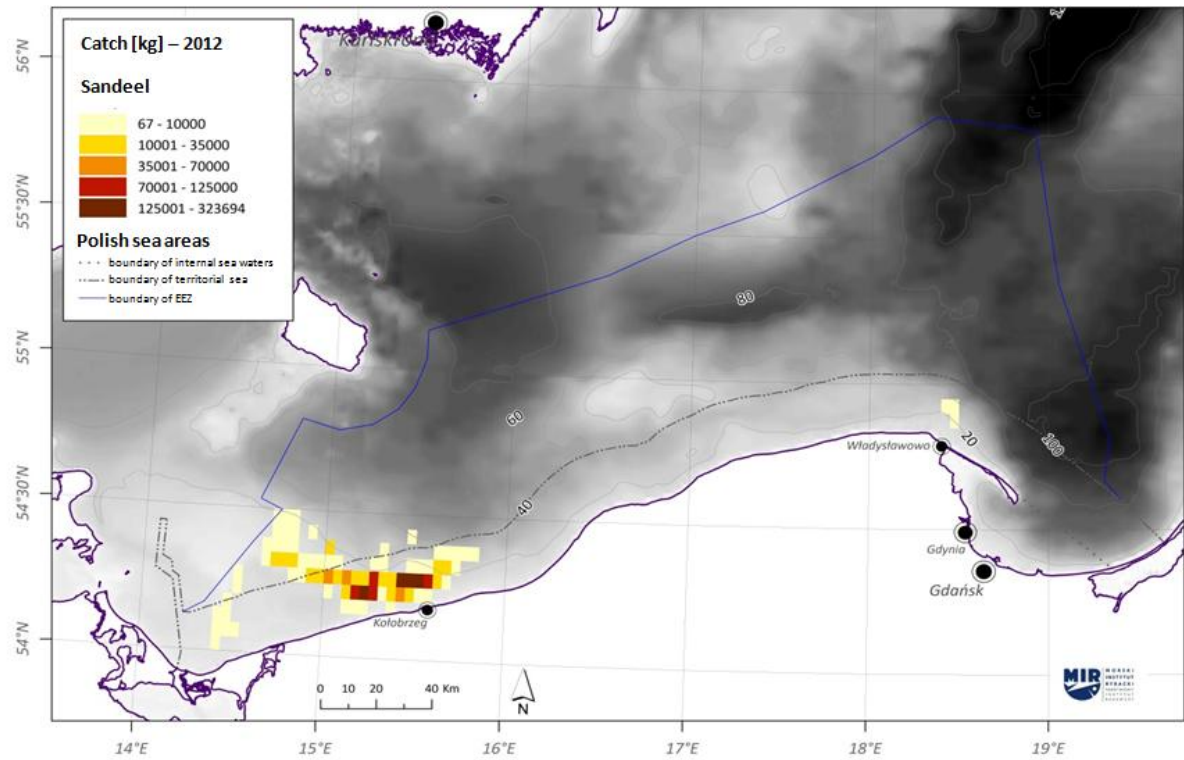 Catch [kg] – 2012
Sandeel
67 - 10000
10001 - 35000
35001 - 70000
70001 - 125000
125001 - 323694
Polish sea areas
boundary of internal sea waters
boundary of territorial sea
boundary of EEZ
56°N
55°30'N
55°N
54°30'N
54°N
80
60
40
20
100
Władysławowo
Gdynia
Gdańsk
Kołobrzeg
0 10 20 40 Km
N
MIR
MORSKI
INSTYTUT
RYBACKI
14°E
15°E
16°E
17°E
18°E
19°E